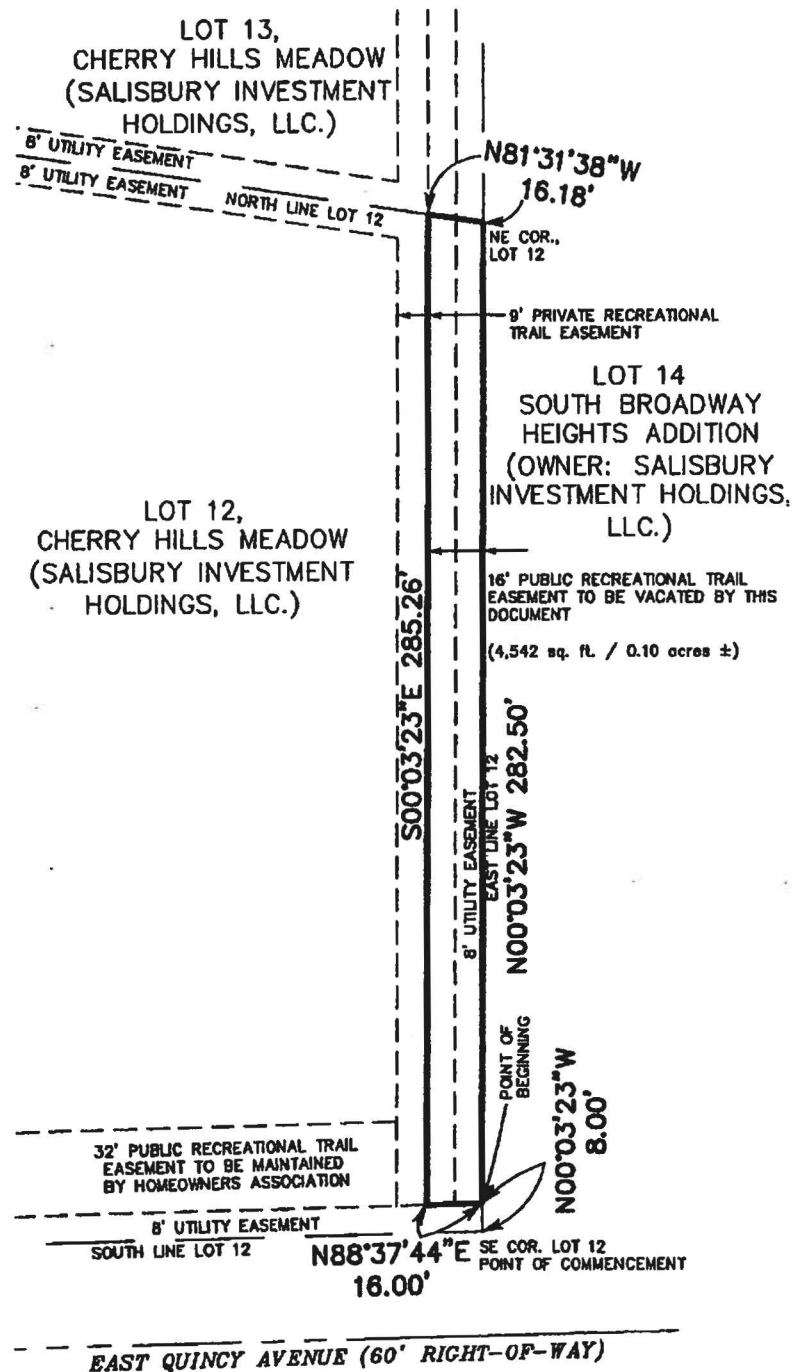 LOT 13,
CHERRY HILLS MEADOW
(SALISBURY INVESTMENT
HOLDINGS, LLC.)
8' UTILITY EASEMENT
8' UTILITY EASEMENT
NORTH LINE LOT 12
N81°31'38"W
16.18'
NE COR.,
LOT 12
9' PRIVATE RECREATIONAL
TRAIL EASEMENT
LOT 14
SOUTH BROADWAY
HEIGHTS ADDITION
(OWNER: SALISBURY
INVESTMENT HOLDINGS,
LLC.)
LOT 12,
CHERRY HILLS MEADOW
(SALISBURY INVESTMENT
HOLDINGS, LLC.)
16' PUBLIC RECREATIONAL TRAIL
EASEMENT TO BE VACATED BY THIS
DOCUMENT
(4,542 sq. ft. / 0.10 acres ±)
S00°03'23"E 285.26'
8' UTILITY EASEMENT
EAST LINE LOT 12
N00°03'23"W 282.50'
POINT OF
BEGINNING
N00°03'23"W
8.00'
32' PUBLIC RECREATIONAL TRAIL
EASEMENT TO BE MAINTAINED
BY HOMEOWNERS ASSOCIATION
8' UTILITY EASEMENT
SOUTH LINE LOT 12
N88°37'44"E
16.00'
SE COR. LOT 12
POINT OF COMMENCEMENT
EAST QUINCY AVENUE (60' RIGHT-OF-WAY)